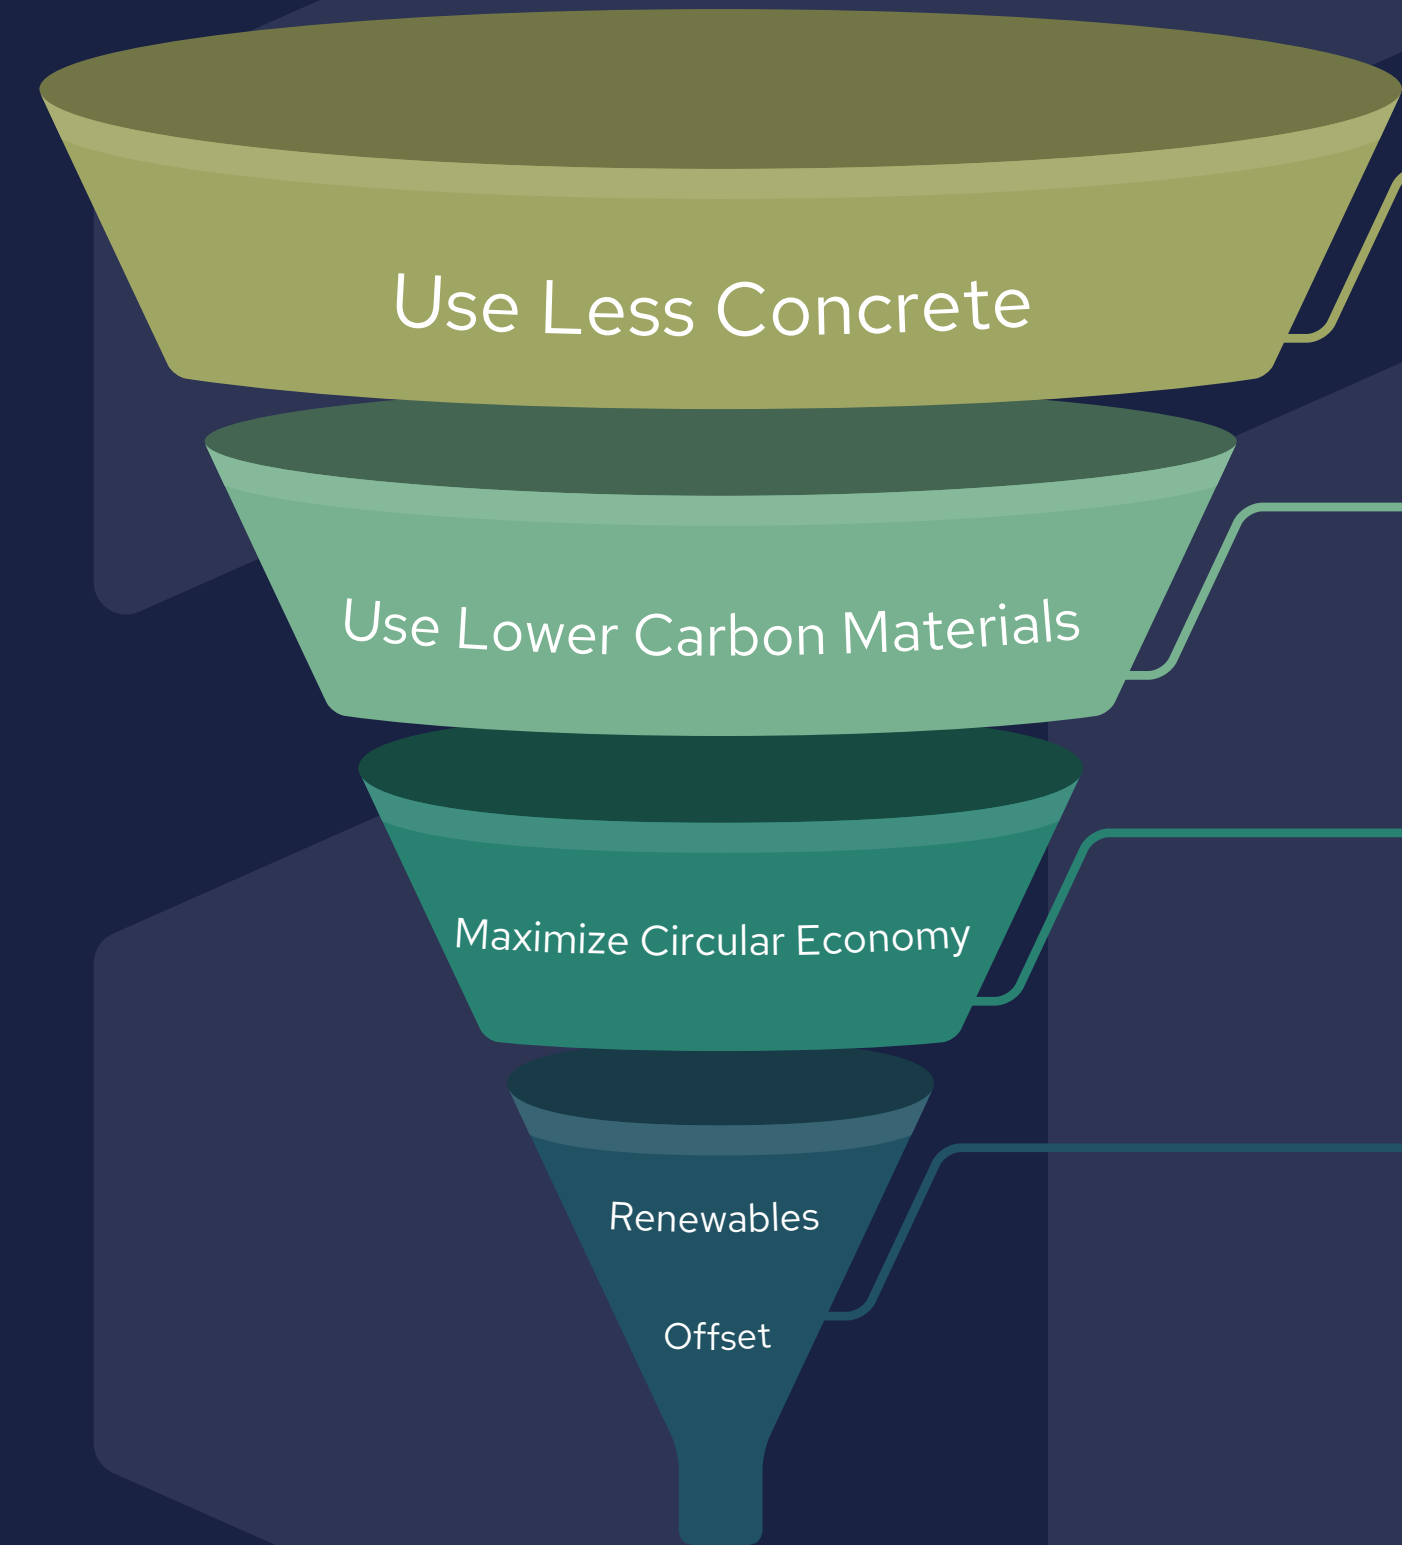 Use Less Concrete
Use Lower Carbon Materials
Maximize Circular Economy
Renewables
Offset